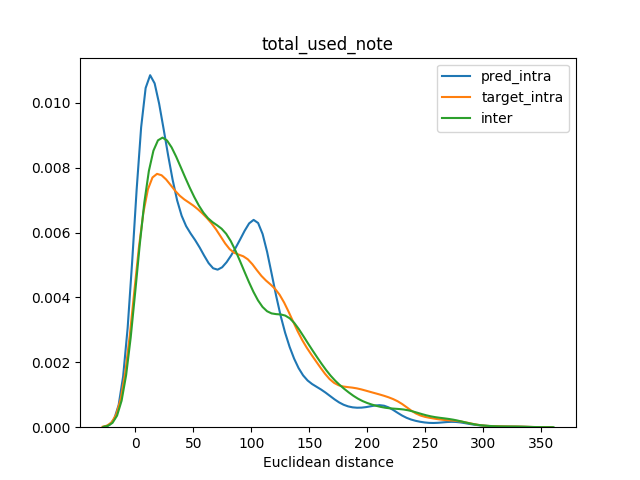 total_used_note
pred_intra
target_intra
inter
0.010
0.008
0.006
0.004
0.002
0.000
0 50 100 150 200 250 300 350
Euclidean distance